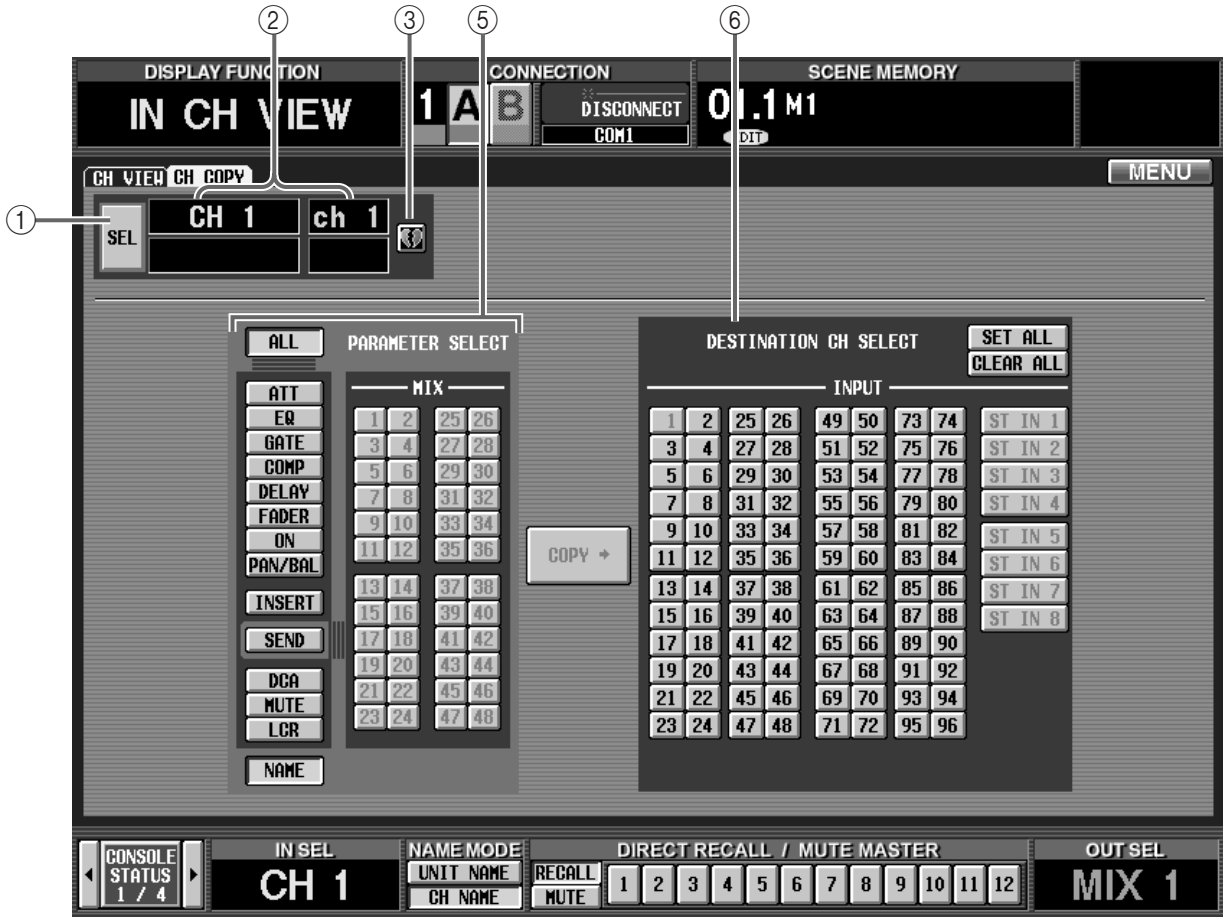 ② ③ ⑤ ⑥
DISPLAY FUNCTION CONNECTION SCENE MEMORY
IN CH VIEW 1 A B DISCONNECT COM1 01.1 M1 EDIT
CH VIEW CH COPY MENU
①
SEL CH 1 ch 1
ALL PARAMETER SELECT
MIX
ATT
EQ
GATE
COMP
DELAY
FADER
ON
PAN/BAL
INSERT
SEND
DCA
MUTE
LCR
NAME
1 2 25 26
3 4 27 28
5 6 29 30
7 8 31 32
9 10 33 34
11 12 35 36
13 14 37 38
15 16 39 40
17 18 41 42
19 20 43 44
21 22 45 46
23 24 47 48
COPY →
DESTINATION CH SELECT SET ALL
CLEAR ALL
INPUT
1 2 25 26 49 50 73 74 ST IN 1
3 4 27 28 51 52 75 76 ST IN 2
5 6 29 30 53 54 77 78 ST IN 3
7 8 31 32 55 56 79 80 ST IN 4
9 10 33 34 57 58 81 82 ST IN 5
11 12 35 36 59 60 83 84 ST IN 6
13 14 37 38 61 62 85 86 ST IN 7
15 16 39 40 63 64 87 88 ST IN 8
17 18 41 42 65 66 89 90
19 20 43 44 67 68 91 92
21 22 45 46 69 70 93 94
23 24 47 48 71 72 95 96
CONSOLE STATUS 1 / 4
IN SEL
CH 1
NAME MODE
UNIT NAME
CH NAME
DIRECT RECALL / MUTE MASTER
RECALL
MUTE
1 2 3 4 5 6 7 8 9 10 11 12
OUT SEL
MIX 1